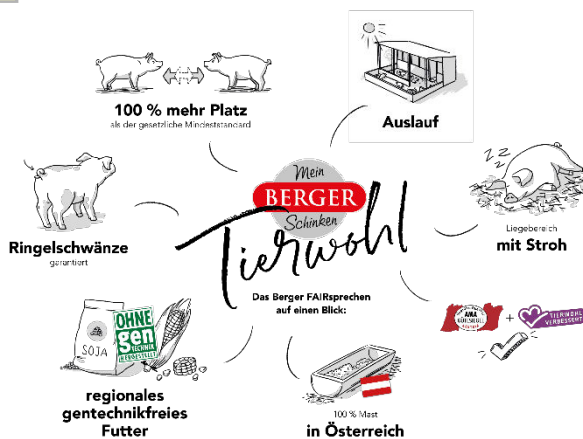 100 % mehr Platz
als der gesetzliche Mindeststandard
Auslauf
Ringelschwänze
garantiert
Mein
BERGER
Schinken
Tierwohl
Das Berger FAIRsprechen
auf einen Blick:
Liegebereich
mit Stroh
SOJA
OHNE
gen
TECHNIK
HERGESTELLT
regionales
gentechnikfreies
Futter
100 % Mast
in Österreich
AMA
GÜTESIEGEL
+
TIERWOHL
VERBESSERT
ZZZ